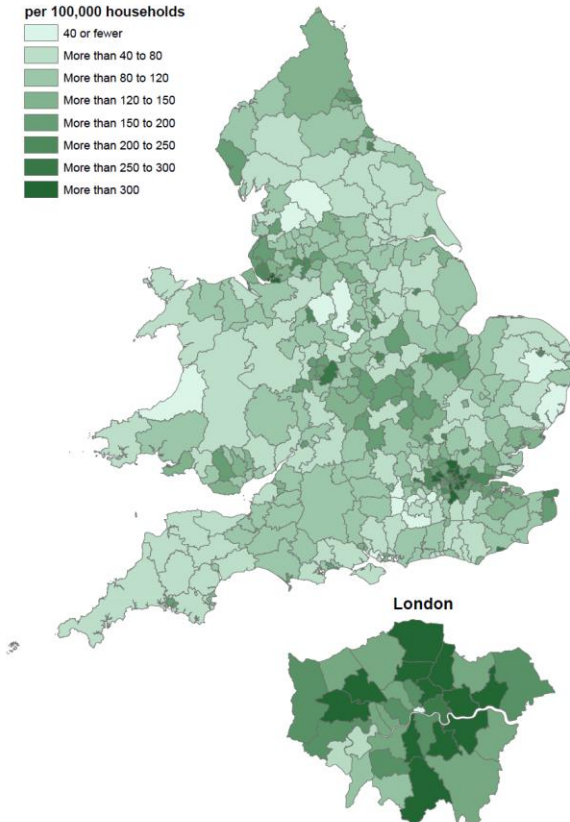 per 100,000 households
40 or fewer
More than 40 to 80
More than 80 to 120
More than 120 to 150
More than 150 to 200
More than 200 to 250
More than 250 to 300
More than 300
London